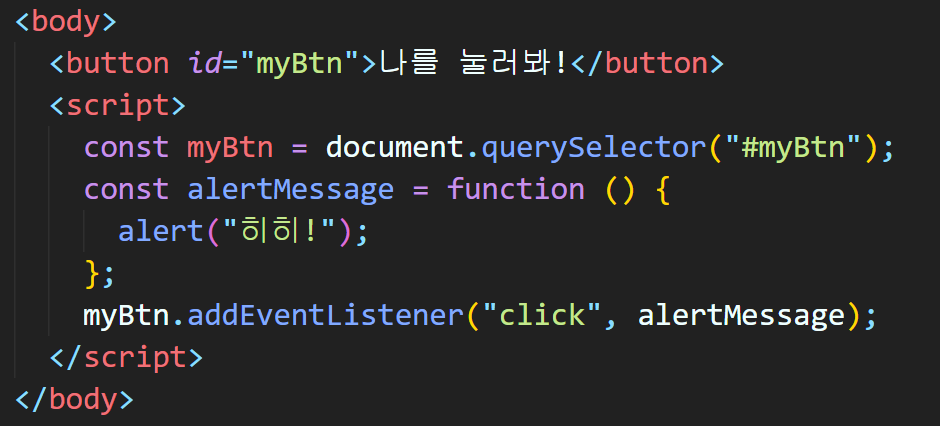 <body>
<button id="myBtn">나를 눌러봐!</button>
<script>
const myBtn = document.querySelector("#myBtn");
const alertMessage = function () {
alert("히히!");
};
myBtn.addEventListener("click", alertMessage);
</script>
</body>